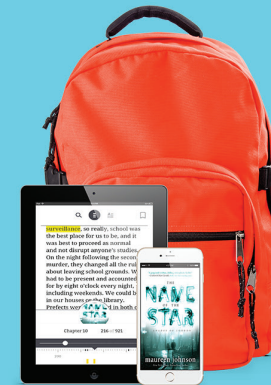 surveillance, so really, school was
the best place for us to be, and it
was best to proceed as normal
and not disrupt anyone's studies.
On the night following the second
murder, they changed all the rul
about leaving school grounds. W
had to be present and accounted
for by eight o'clock every night,
including weekends. We could b
in our houses or the library.
Prefects were in both
Chapter 10 216 of 921
THE
NAME
OF THE
STAR
maureen johnson